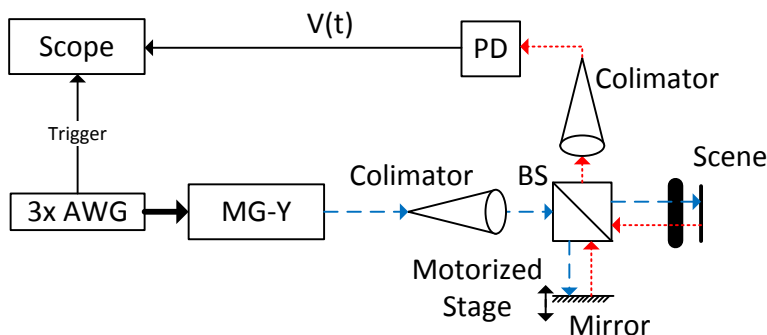 V(t)
Scope
PD
Colimator
Trigger
Scene
Colimator
BS
3x AWG
MG-Y
Motorized
Stage
Mirror